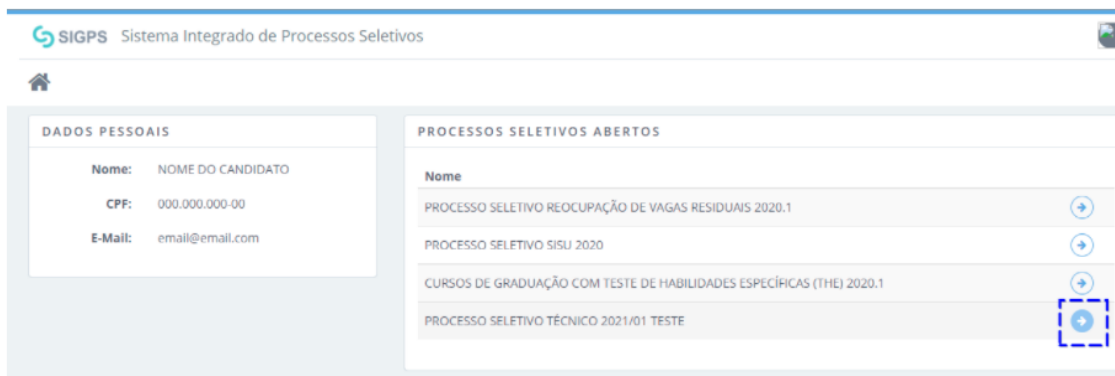 SIGPS Sistema Integrado de Processos Seletivos
DADOS PESSOAIS
Nome: NOME DO CANDIDATO
CPF: 000.000.000-00
E-Mail: email@email.com
PROCESSOS SELETIVOS ABERTOS
Nome
PROCESSO SELETIVO REOCUPAÇÃO DE VAGAS RESIDUAIS 2020.1
PROCESSO SELETIVO SISU 2020
CURSOS DE GRADUAÇÃO COM TESTE DE HABILIDADES ESPECÍFICAS (THE) 2020.1
PROCESSO SELETIVO TÉCNICO 2021/01 TESTE